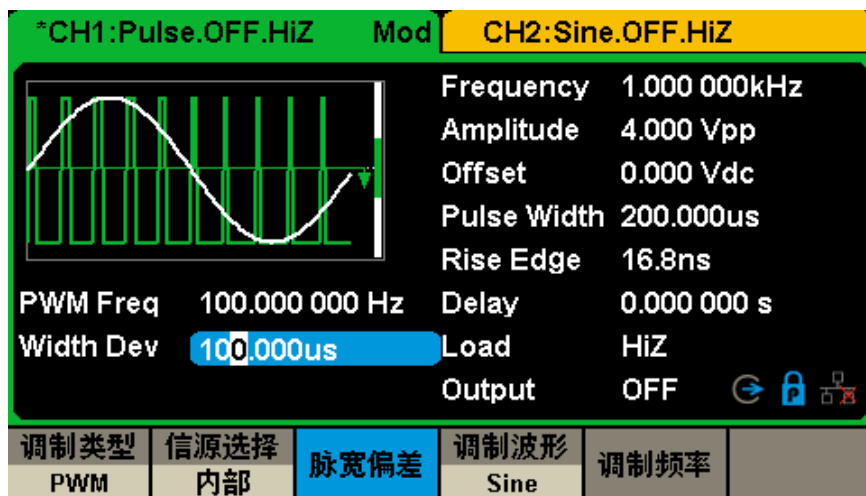 *CH1:Pulse.OFF.HiZ Mod CH2:Sine.OFF.HiZ
Frequency 1.000 000kHz
Amplitude 4.000 Vpp
Offset 0.000 Vdc
Pulse Width 200.000us
Rise Edge 16.8ns
PWM Freq 100.000 000 Hz Delay 0.000 000 s
Width Dev 100.000us Load HiZ
Output OFF P
调制类型 信源选择 脉宽偏差 调制波形 调制频率
PWM 内部 Sine